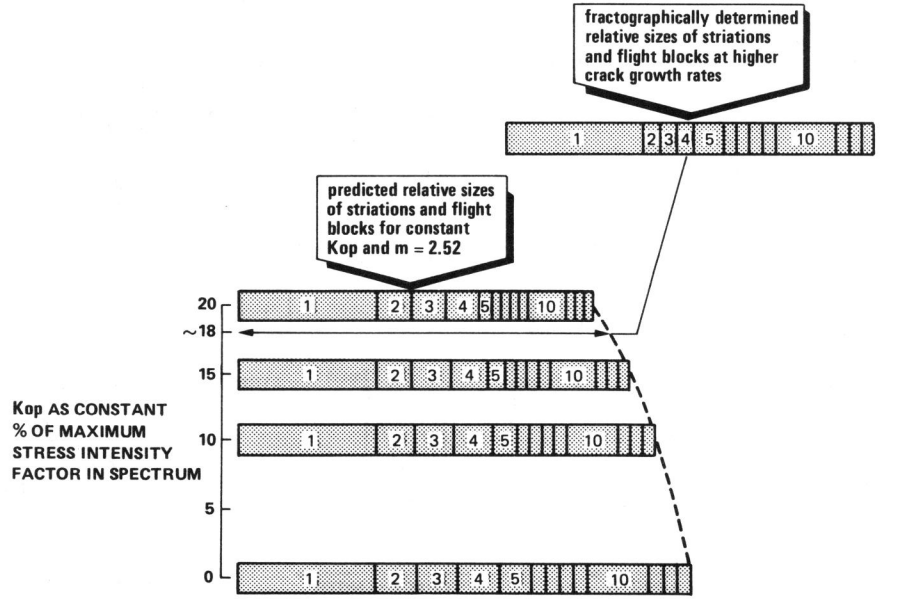 fractographically determined
relative sizes of striations
and flight blocks at higher
crack growth rates
1 2 3 4 5 10
predicted relative sizes
of striations and flight
blocks for constant
Kop and m = 2.52
20 1 2 3 4 5 10
~18
15 1 2 3 4 5 10
Kop AS CONSTANT
% OF MAXIMUM
STRESS INTENSITY
FACTOR IN SPECTRUM
10 1 2 3 4 5 10
5
0 1 2 3 4 5 10